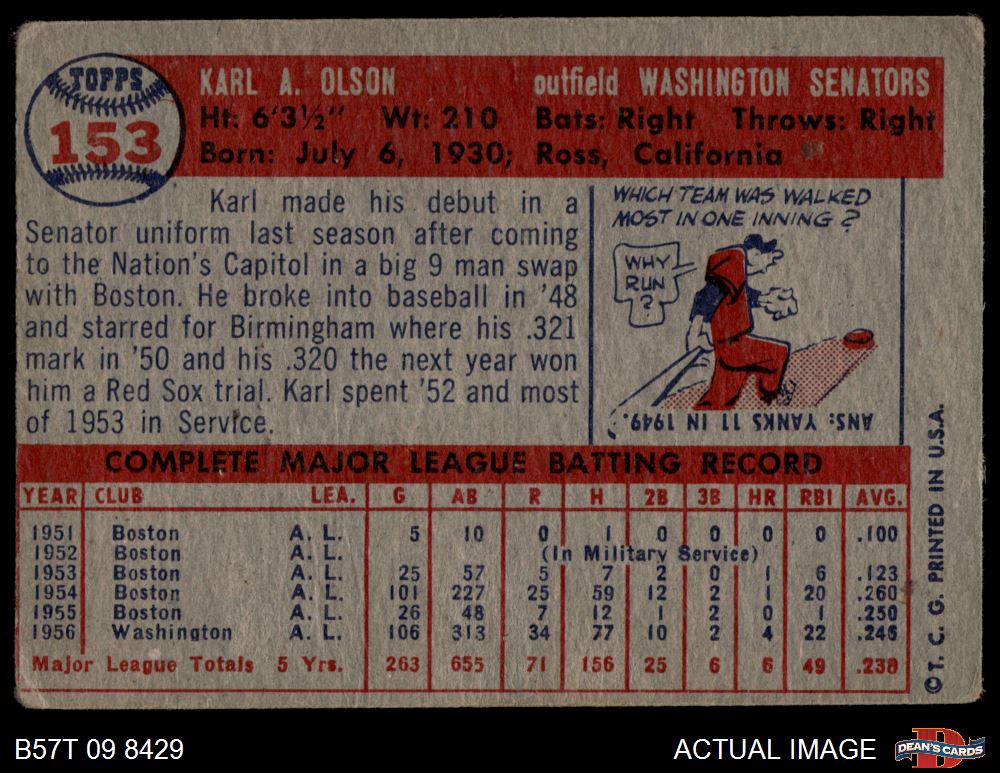 TOPPS
153
KARL A. OLSON outfield WASHINGTON SENATORS
Ht: 6'3½" Wt: 210 Bats: Right Throws: Right
Born: July 6, 1930; Ross, California
Karl made his debut in a
Senator uniform last season after coming
to the Nation's Capitol in a big 9 man swap
with Boston. He broke into baseball in '48
and starred for Birmingham where his .321
mark in '50 and his .320 the next year won
him a Red Sox trial. Karl spent '52 and most
of 1953 in Service.
WHICH TEAM WAS WALKED
MOST IN ONE INNING?
WHY
RUN
?
ANS: YANKS 11 IN 1949.
COMPLETE MAJOR LEAGUE BATTING RECORD
YEAR CLUB LEA. G AB R H 2B 3B HR RBI AVG.
1951 Boston A. L. 5 10 0 1 0 0 0 0 .100
1952 Boston A. L. (In Military Service)
1953 Boston A. L. 25 57 5 7 2 0 1 6 .123
1954 Boston A. L. 101 227 25 59 12 2 1 20 .260
1955 Boston A. L. 26 48 7 12 1 2 0 1 .250
1956 Washington A. L. 106 313 34 77 10 2 4 22 .246
Major League Totals 5 Yrs. 263 655 71 156 25 6 6 49 .238
© T. C. G. PRINTED IN U.S.A.
B57T 09 8429
ACTUAL IMAGE
D
DEAN'S CARDS